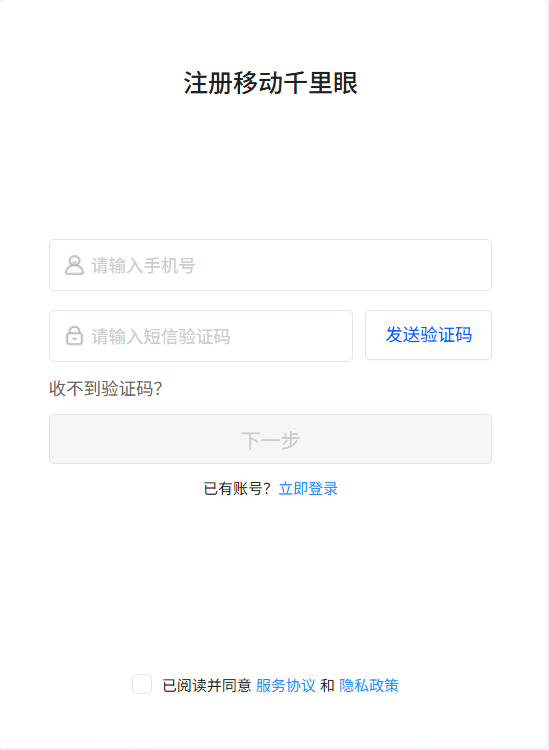 注册移动千里眼
请输入手机号
请输入短信验证码 发送验证码
收不到验证码?
下一步
已有账号? 立即登录
已阅读并同意 服务协议 和 隐私政策